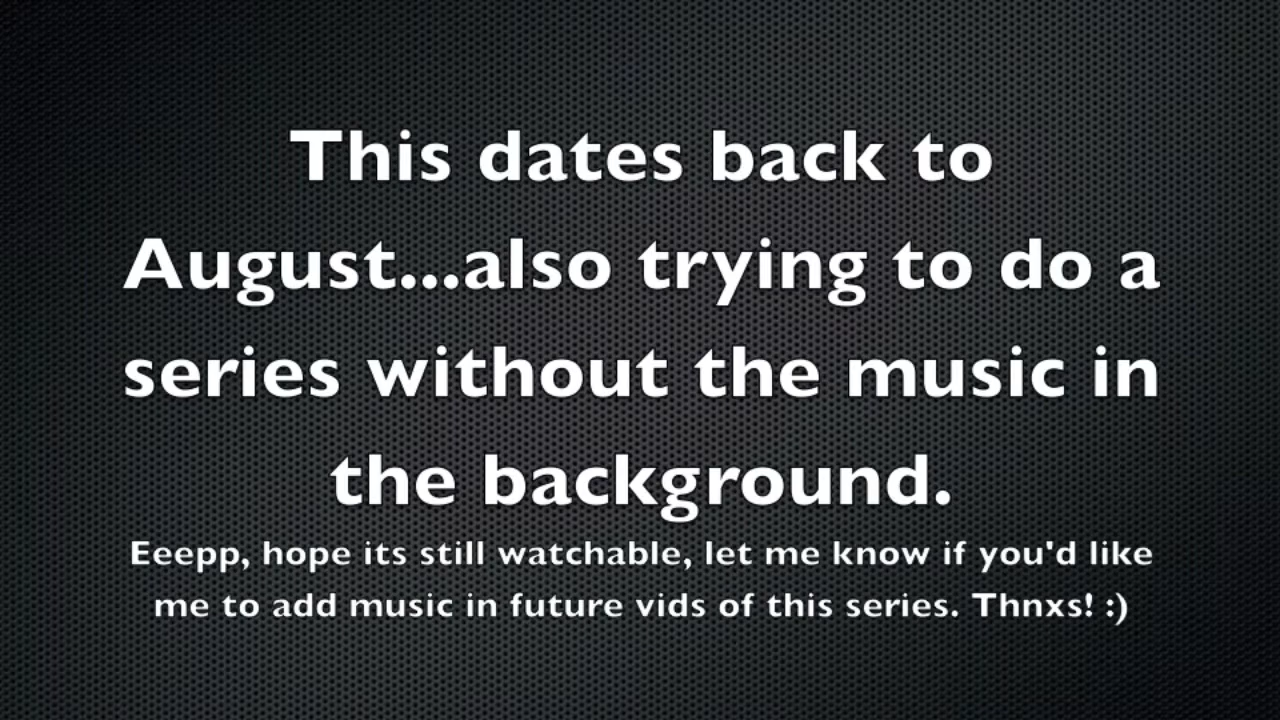 This dates back to
August...also trying to do a
series without the music in
the background.
Eeepp, hope its still watchable, let me know if you'd like
me to add music in future vids of this series. Thnxs! :)